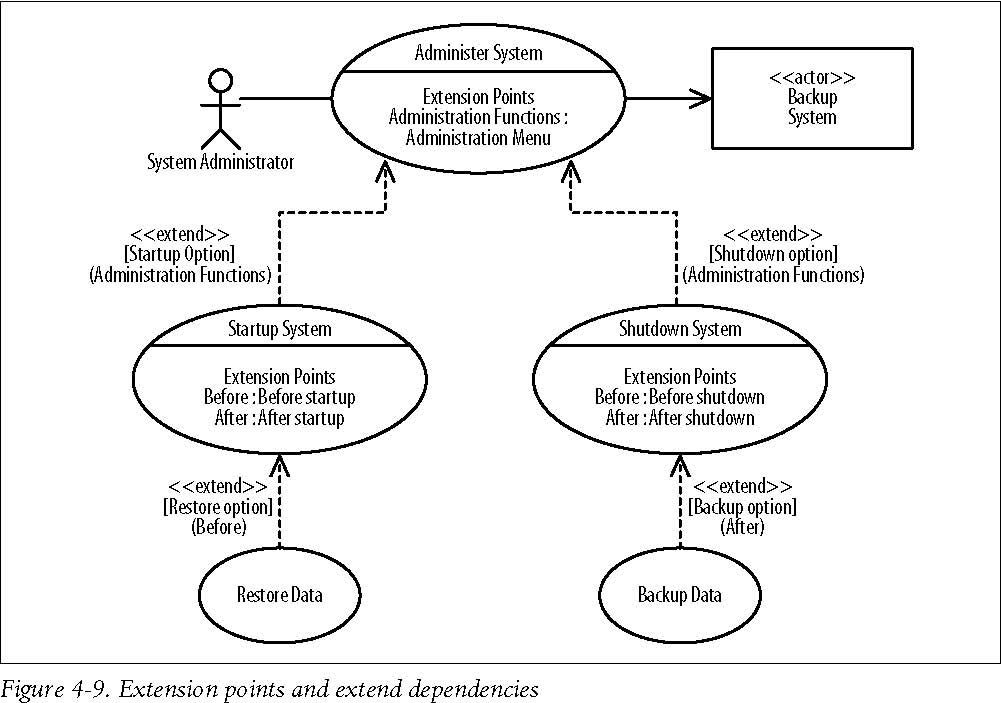 Administer System
Extension Points
Administration Functions :
Administration Menu
<<actor>>
Backup
System
System Administrator
<<extend>>
[Startup Option]
(Administration Functions)
<<extend>>
[Shutdown option]
(Administration Functions)
Startup System
Extension Points
Before : Before startup
After : After startup
Shutdown System
Extension Points
Before : Before shutdown
After : After shutdown
<<extend>>
[Restore option]
(Before)
<<extend>>
[Backup option]
(After)
Restore Data
Backup Data
Figure 4-9. Extension points and extend dependencies